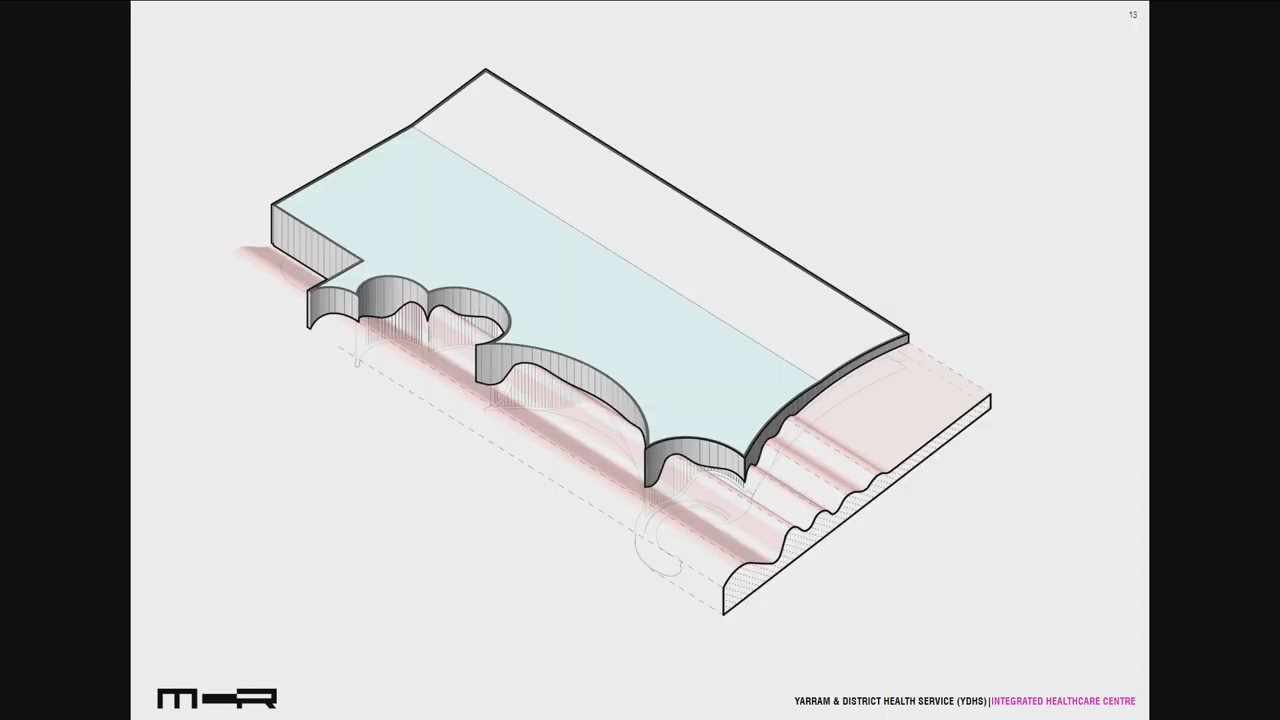 13
YARRAM & DISTRICT HEALTH SERVICE (YDHS)|INTEGRATED HEALTHCARE CENTRE